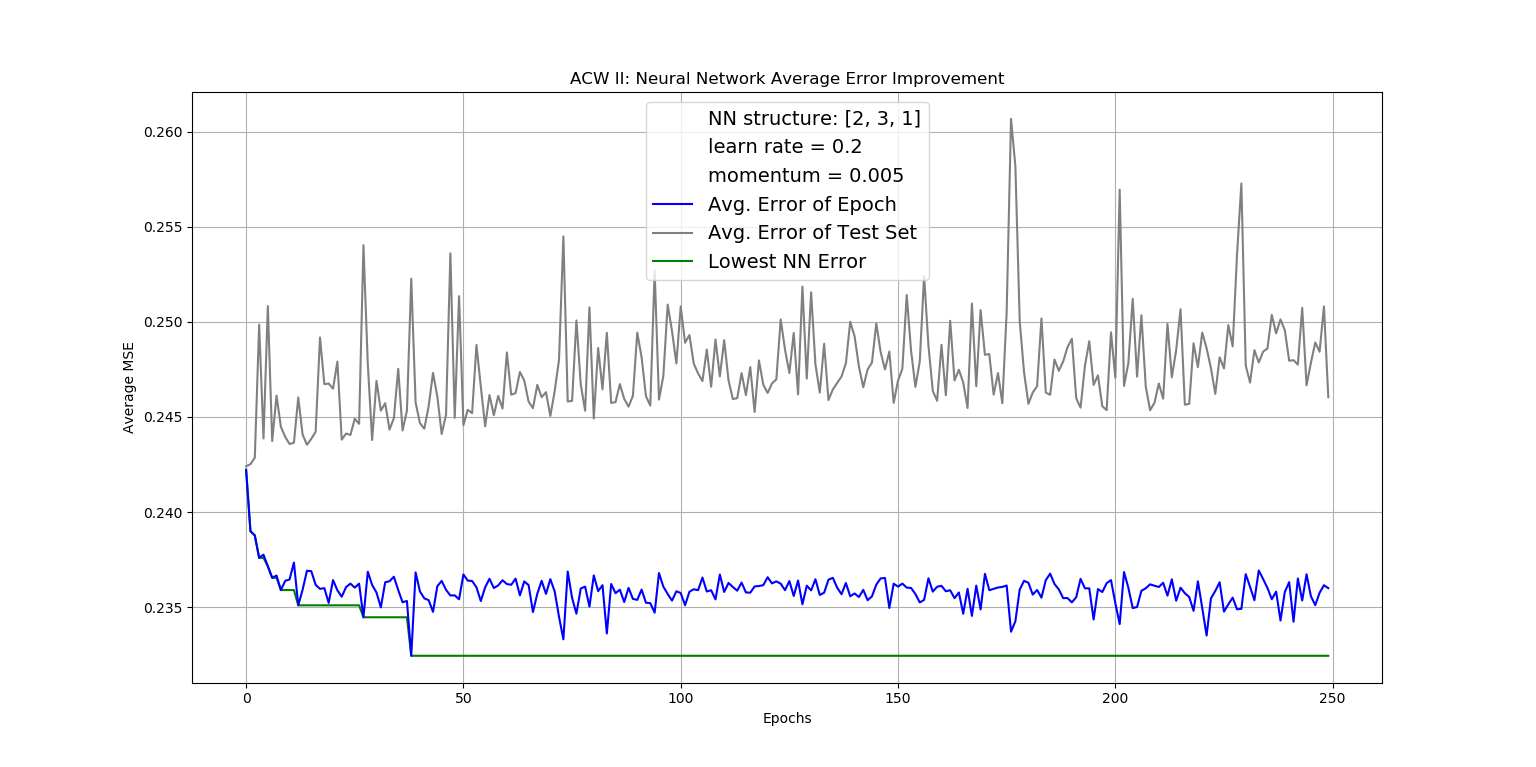 ACW II: Neural Network Average Error Improvement
NN structure: [2, 3, 1]
learn rate = 0.2
momentum = 0.005
Avg. Error of Epoch
Avg. Error of Test Set
Lowest NN Error
Average MSE
0.260
0.255
0.250
0.245
0.240
0.235
0
50
100
150
200
250
Epochs